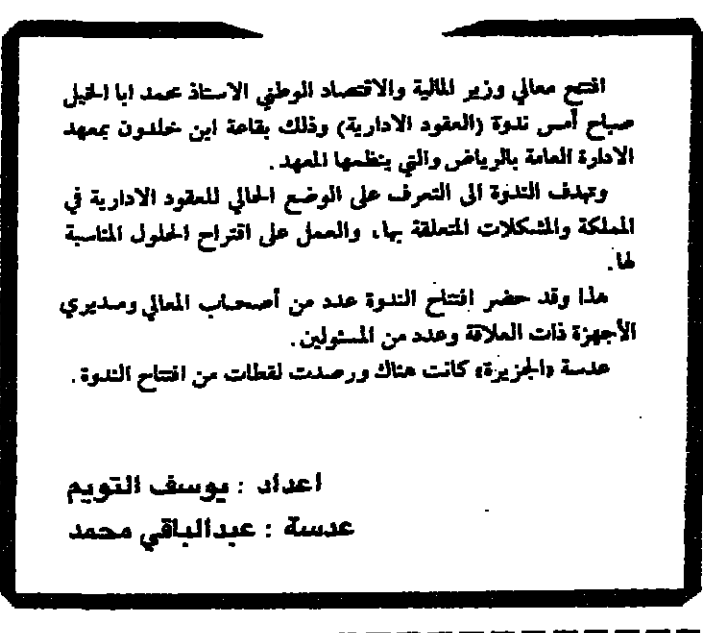 افتتح معالي وزير المالية والاقتصاد الوطني الاستاذ محمد ابا الخيل
صباح أمس ندوة (العقود الادارية) وذلك بقاعة ابن خلدون بمعهد
الادارة العامة بالرياض والتي ينظمها المعهد .
وتهدف الندوة الى التعرف على الوضع الحالي للعقود الادارية في
المملكة والمشكلات المتعلقة بها، والعمل على اقتراح الحلول المناسبة
لها .
هذا وقد حضر افتتاح الندوة عدد من أصحاب المعالي ومديري
الأجهزة ذات العلاقة وعدد من المسئولين .
عدسة «الجزيرة» كانت هناك ورصدت لقطات من افتتاح الندوة .
اعداد : يوسف التويم
عدسة : عبدالباقي محمد